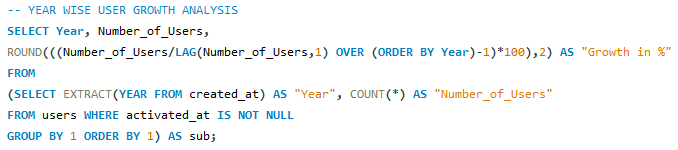 -- YEAR WISE USER GROWTH ANALYSIS
SELECT Year, Number_of_Users,
ROUND(((Number_of_Users/LAG(Number_of_Users,1) OVER (ORDER BY Year)-1)*100),2) AS "Growth in %"
FROM
(SELECT EXTRACT(YEAR FROM created_at) AS "Year", COUNT(*) AS "Number_of_Users"
FROM users WHERE activated_at IS NOT NULL
GROUP BY 1 ORDER BY 1) AS sub;